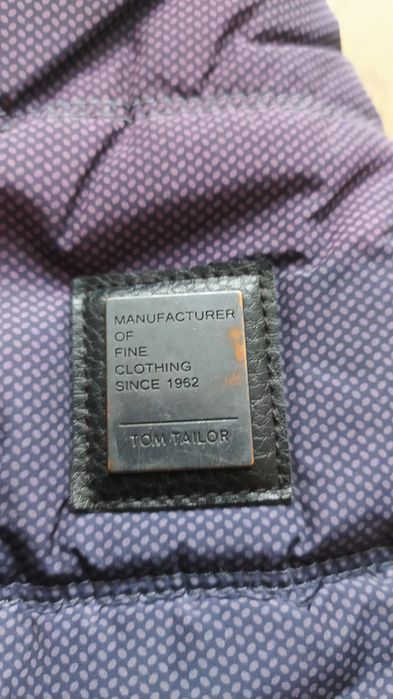 MANUFACTURER
OF
FINE
CLOTHING
SINCE 1962
TOM TAILOR